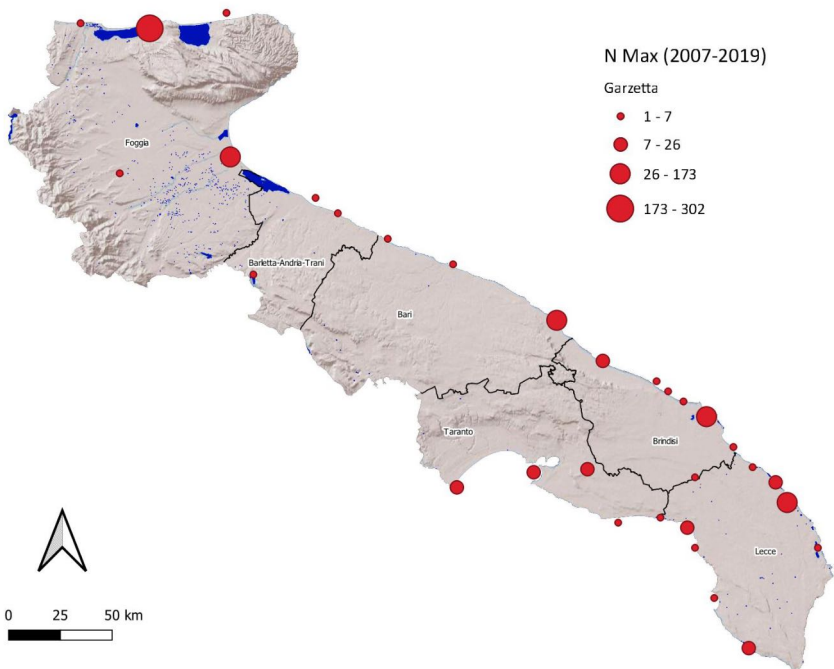 N Max (2007-2019)
Garzetta
1 - 7
7 - 26
26 - 173
173 - 302
Foggia
Barletta-Andria-Trani
Bari
Taranto
Brindisi
Lecce
0 25 50 km